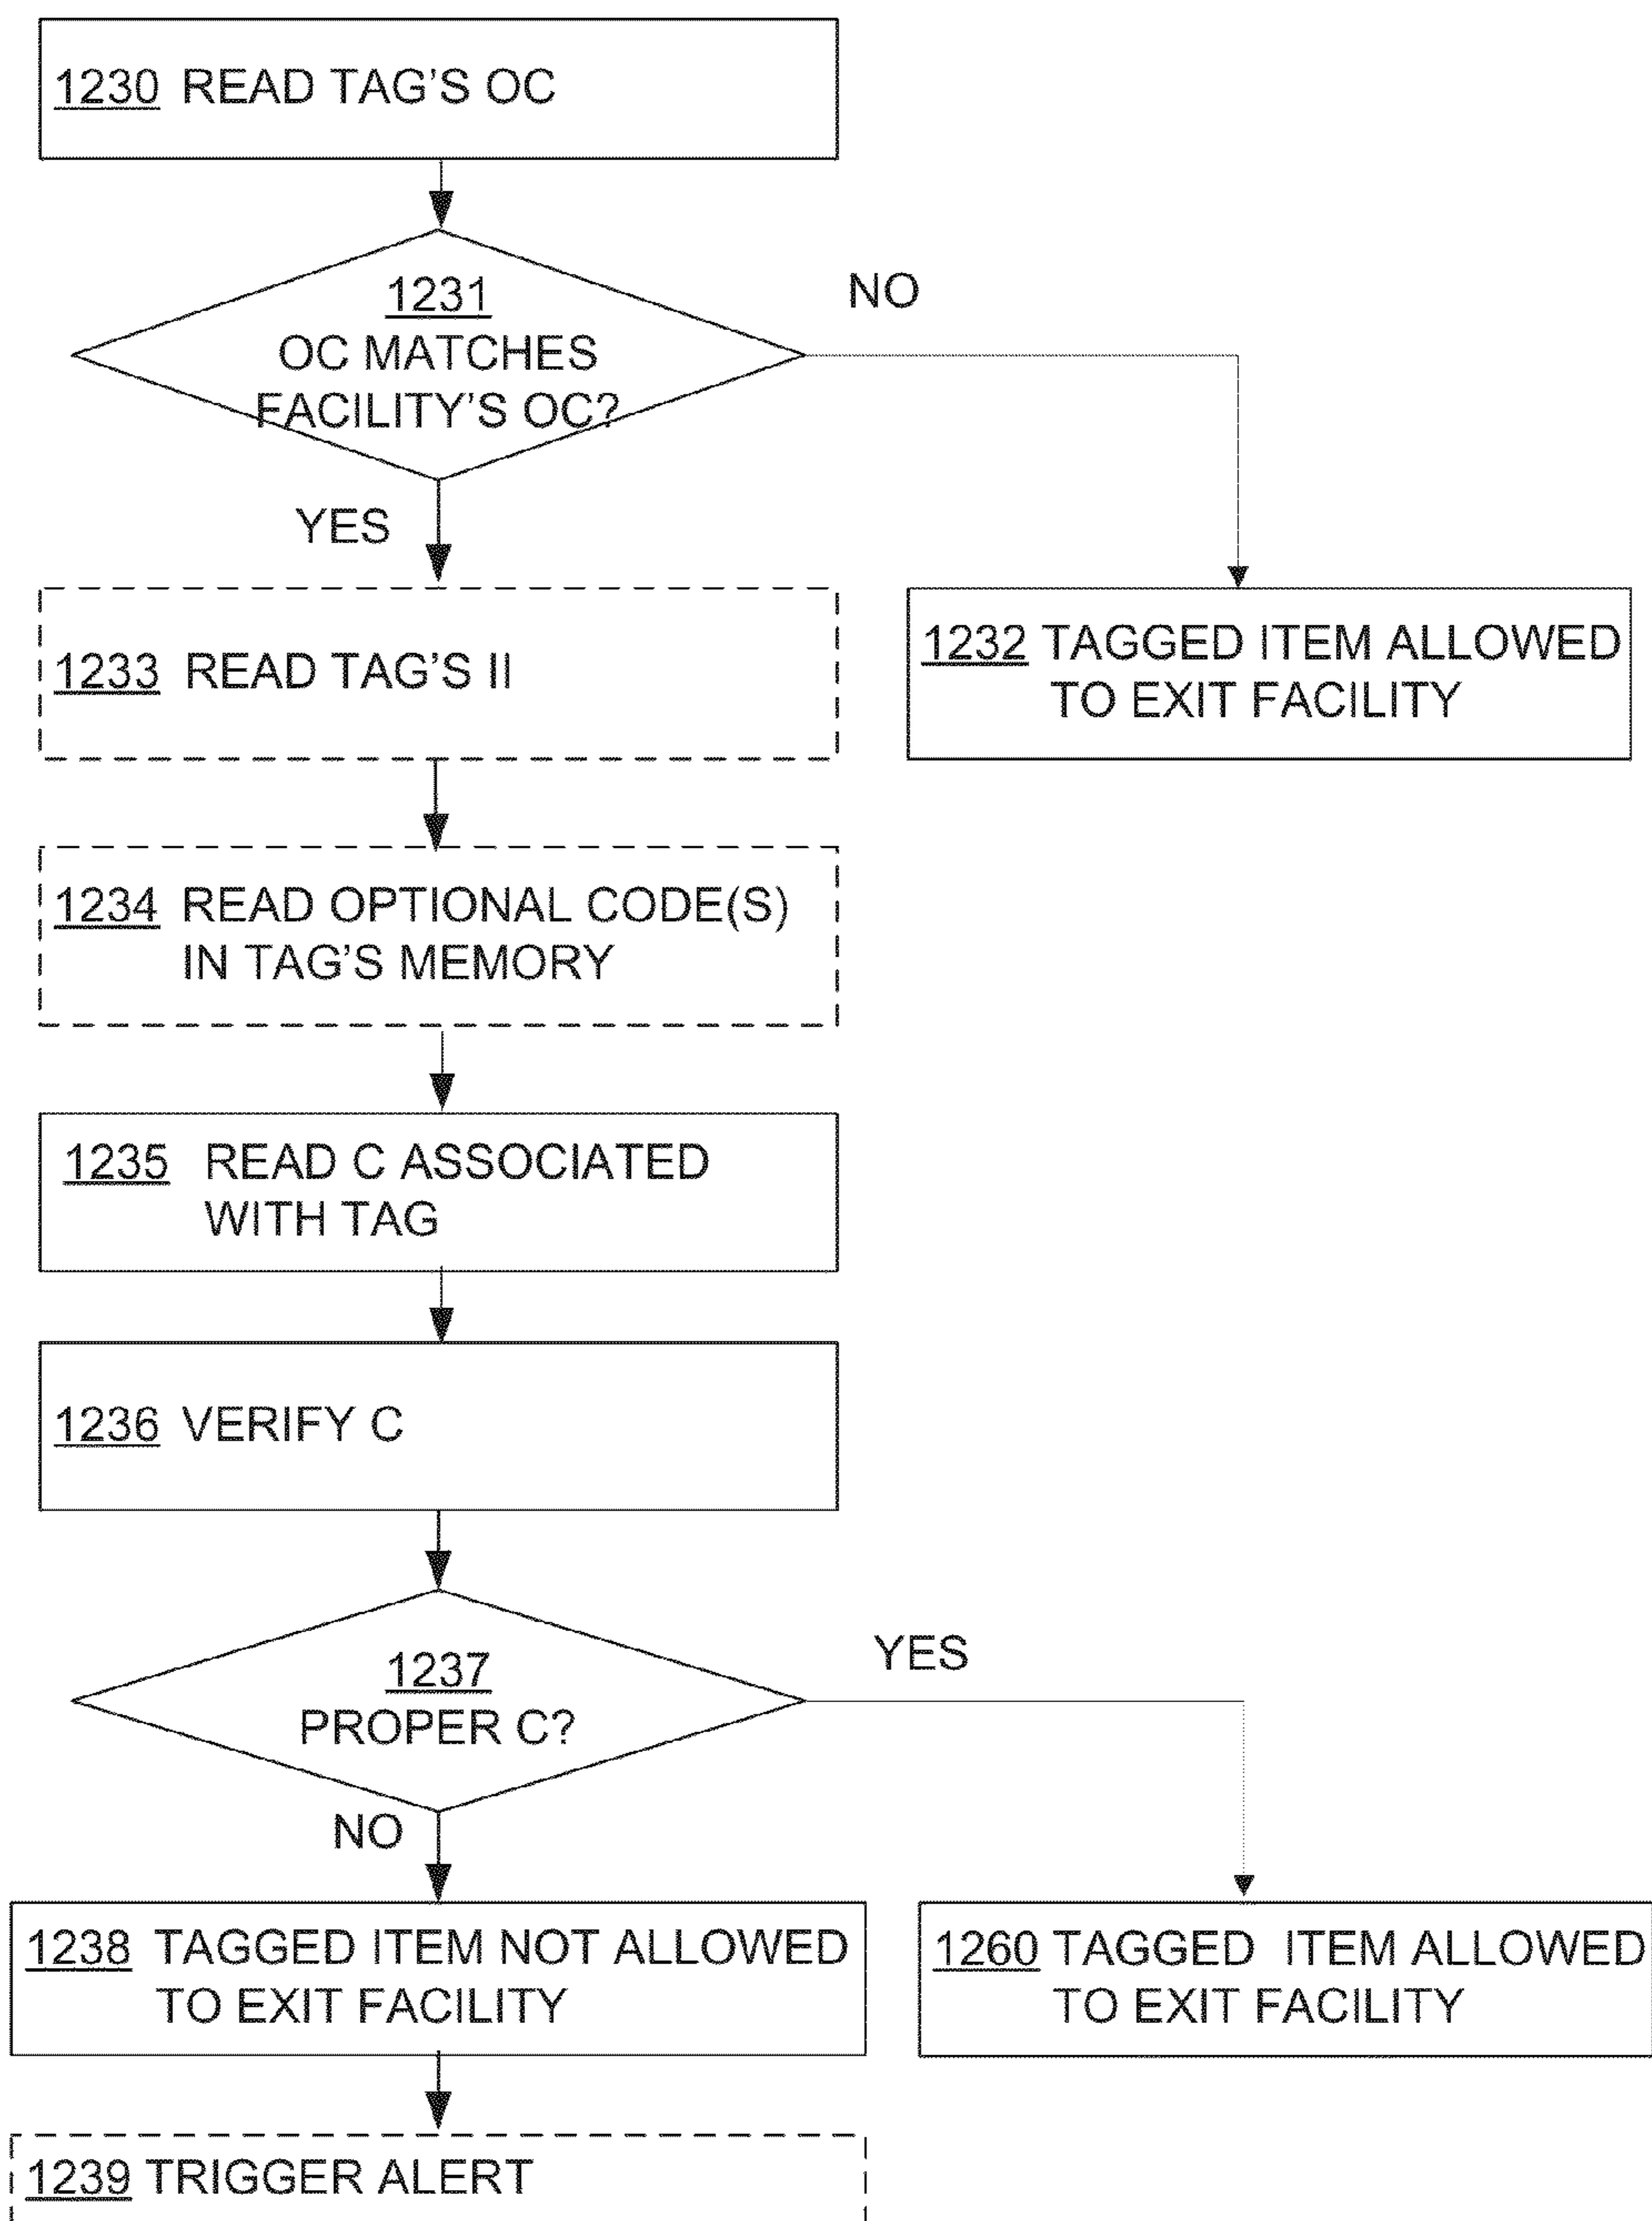 1230 READ TAG'S OC
1231
OC MATCHES
FACILITY'S OC?
NO
YES
1233 READ TAG'S II
1232 TAGGED ITEM ALLOWED
TO EXIT FACILITY
1234 READ OPTIONAL CODE(S)
IN TAG'S MEMORY
1235 READ C ASSOCIATED
WITH TAG
1236 VERIFY C
1237
PROPER C?
YES
NO
1238 TAGGED ITEM NOT ALLOWED
TO EXIT FACILITY
1260 TAGGED ITEM ALLOWED
TO EXIT FACILITY
1239 TRIGGER ALERT